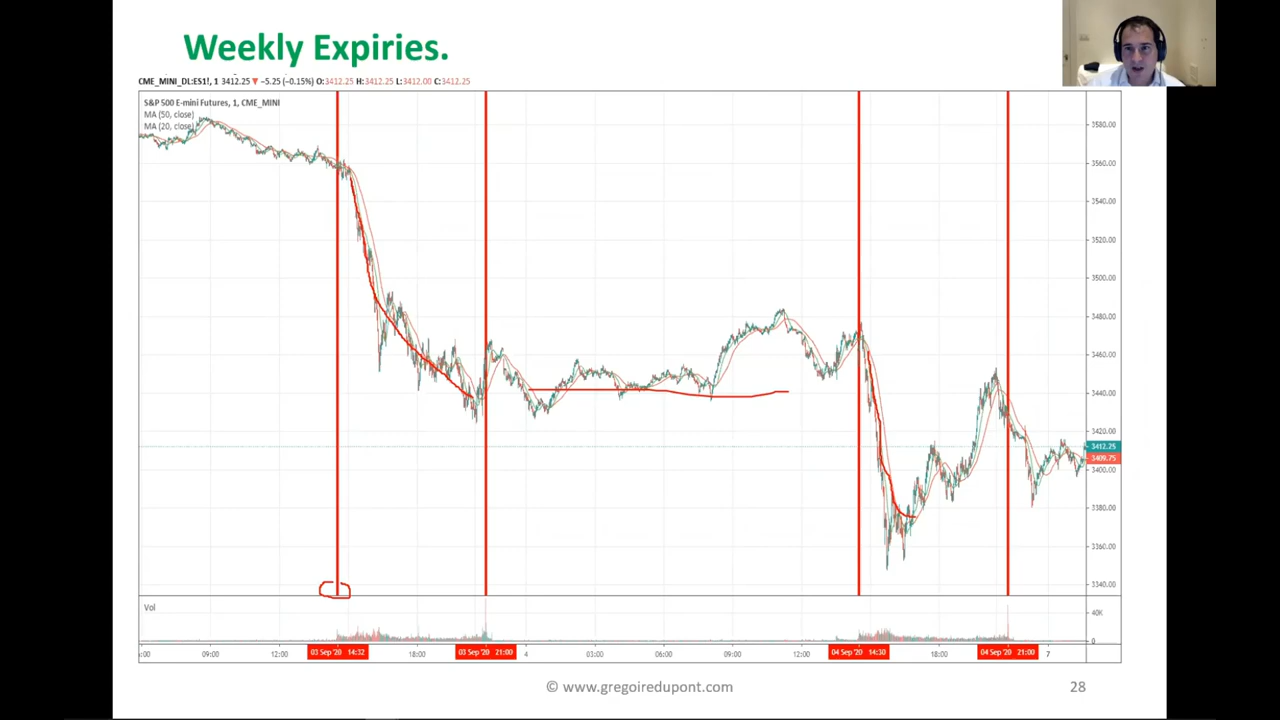 Weekly Expiries.
CME_MINI_DL:ES1!, 1 3412.25 ▼ −5.25 (−0.15%) O:3412.25 H:3412.25 L:3412.00 C:3412.25
S&P 500 E-mini Futures, 1, CME_MINI
MA (50, close)
MA (20, close)
3580.00
3560.00
3540.00
3520.00
3500.00
3480.00
3460.00
3440.00
3420.00
3412.25
3409.75
3400.00
3380.00
3360.00
3340.00
Vol
40K
0
09:00 12:00 03 Sep '20 14:32 18:00 03 Sep '20 21:00 4 03:00 06:00 09:00 12:00 04 Sep '20 14:30 18:00 04 Sep '20 21:00 7
© www.gregoiredupont.com
28